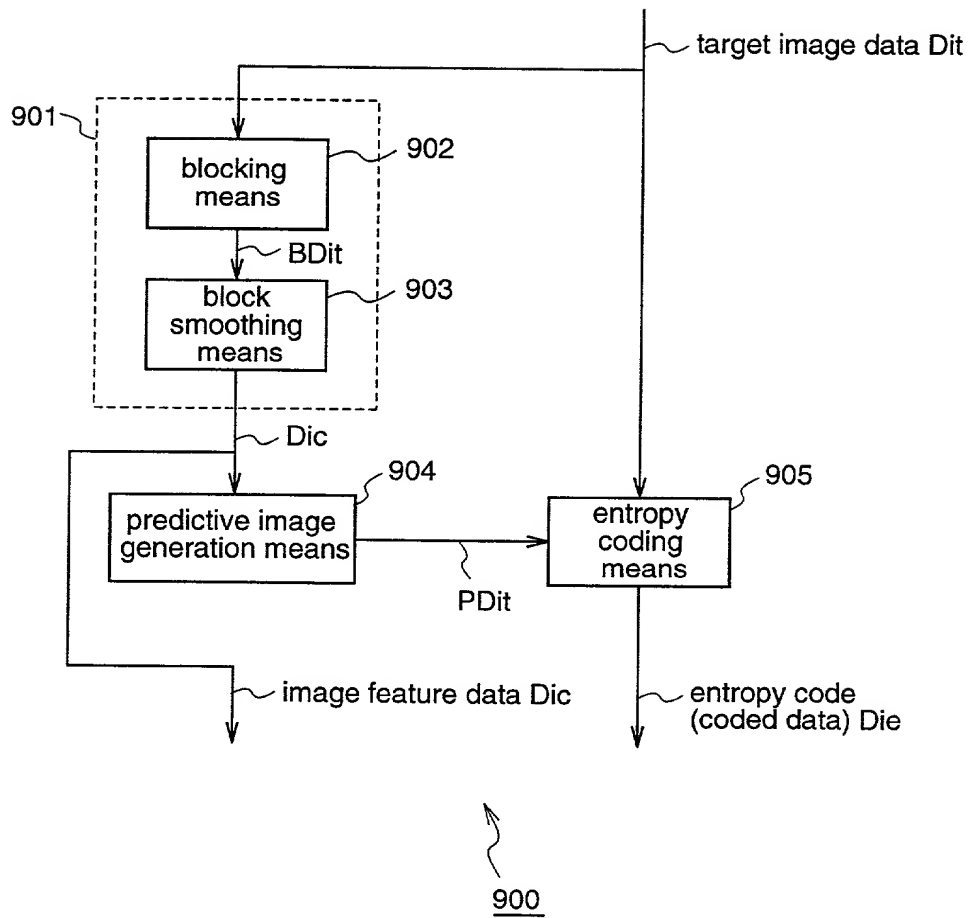 target image data Dit
901
902
blocking
means
BDit
903
block
smoothing
means
Dic
904
905
predictive image
generation means
entropy
coding
means
PDit
image feature data Dic
entropy code
(coded data) Die
900